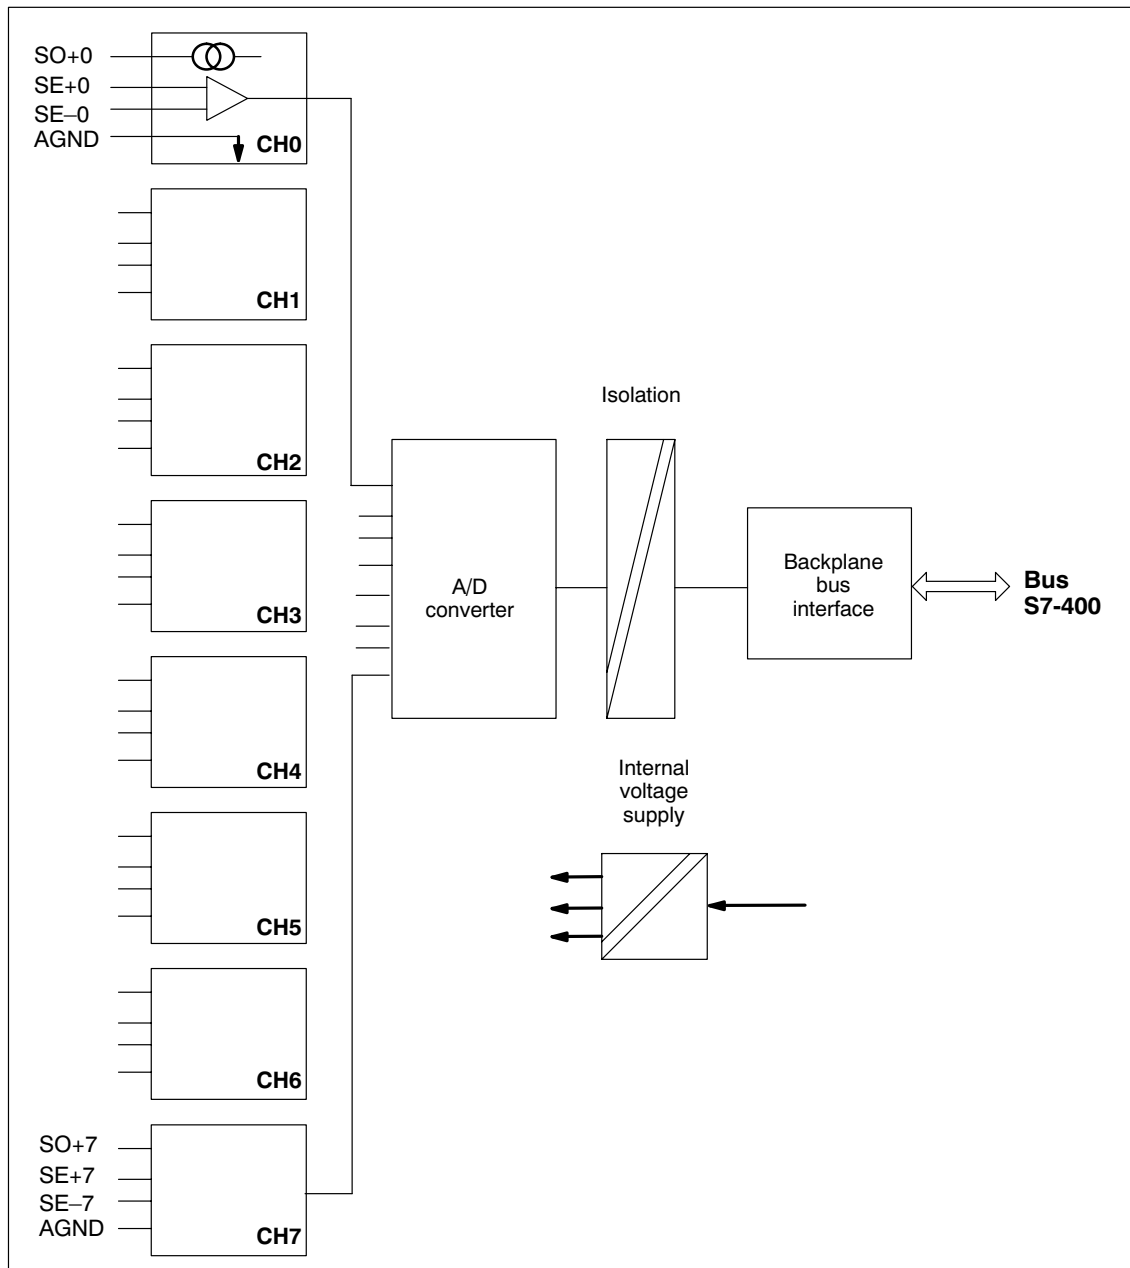 SO+0
SE+0
SE–0
AGND
CH0
CH1
CH2
CH3
CH4
CH5
CH6
SO+7
SE+7
SE–7
AGND
CH7
A/D
converter
Isolation
Backplane
bus
interface
Bus
S7-400
Internal
voltage
supply